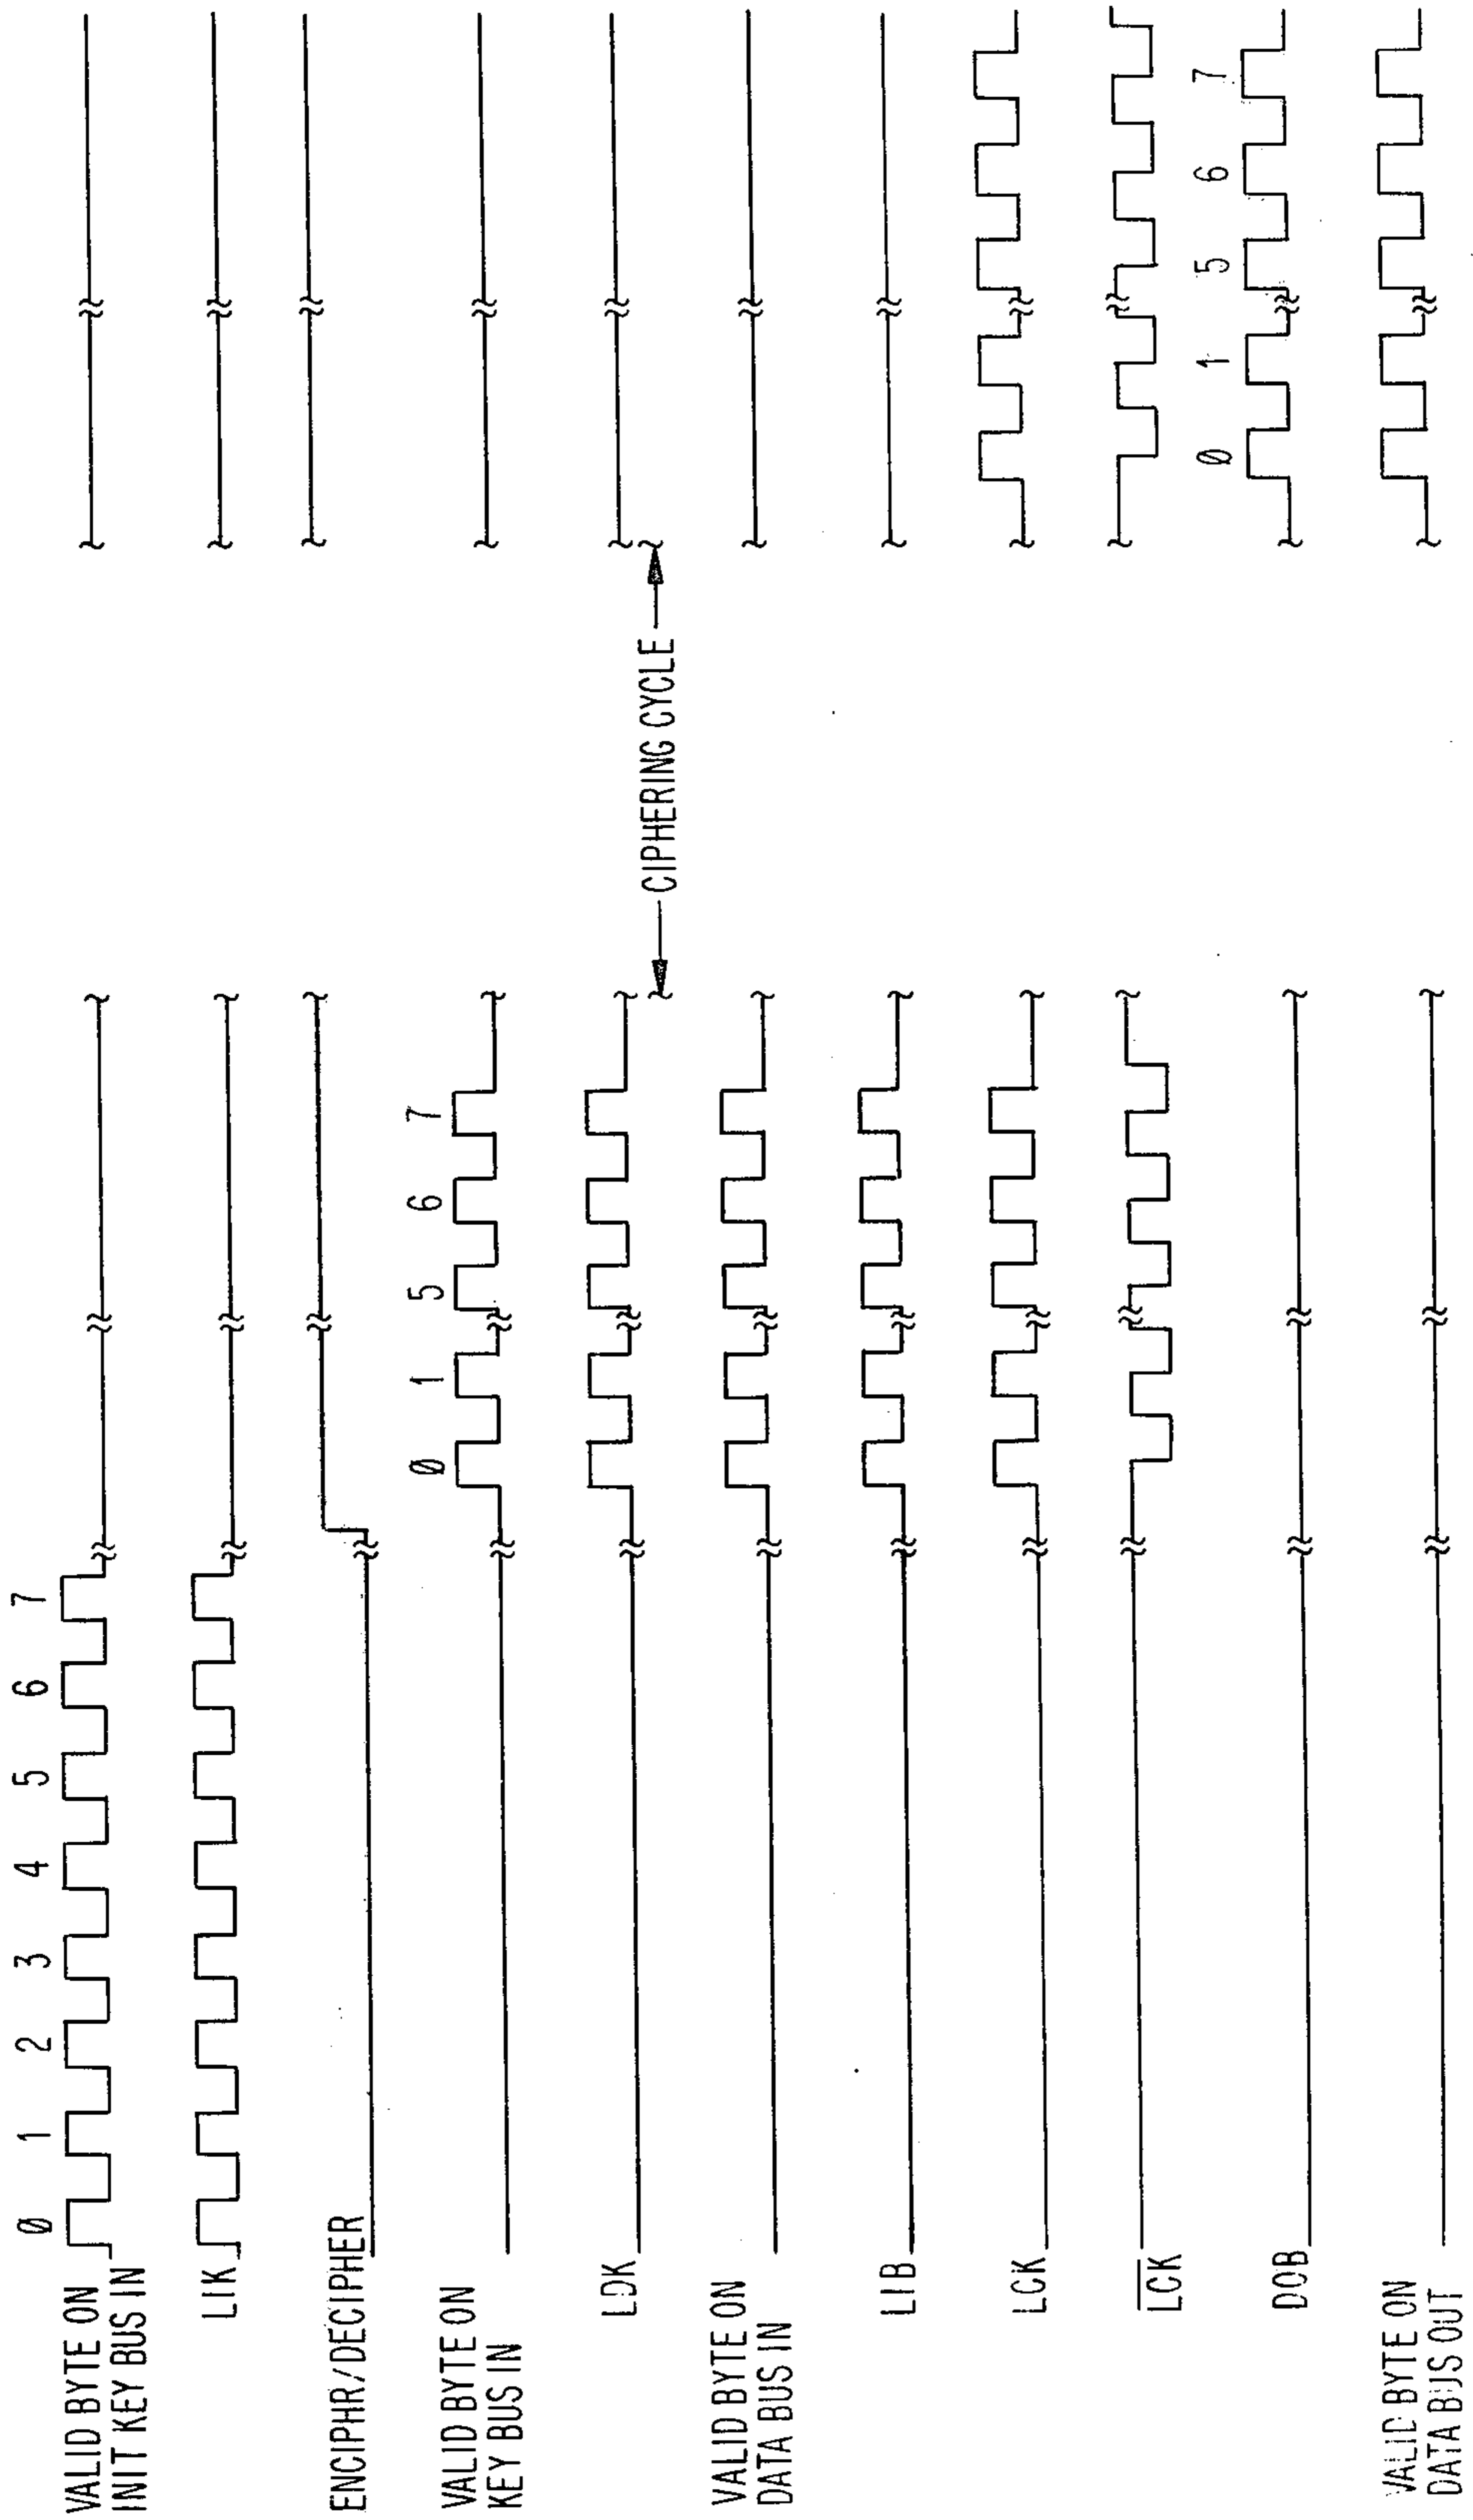 Ø 1 2 3 4 5 6 7
VALID BYTE ON
INIT KEY BUS IN
LIK
ENCIPHR/DECIPHER
Ø 1 5 6 7
VALID BYTE ON
KEY BUS IN
LDK
CIPHERING CYCLE
VALID BYTE ON
DATA BUS IN
LIB
LCK
L̅C̅K̅
Ø 1 5 6 7
DOB
VALID BYTE ON
DATA BUS OUT